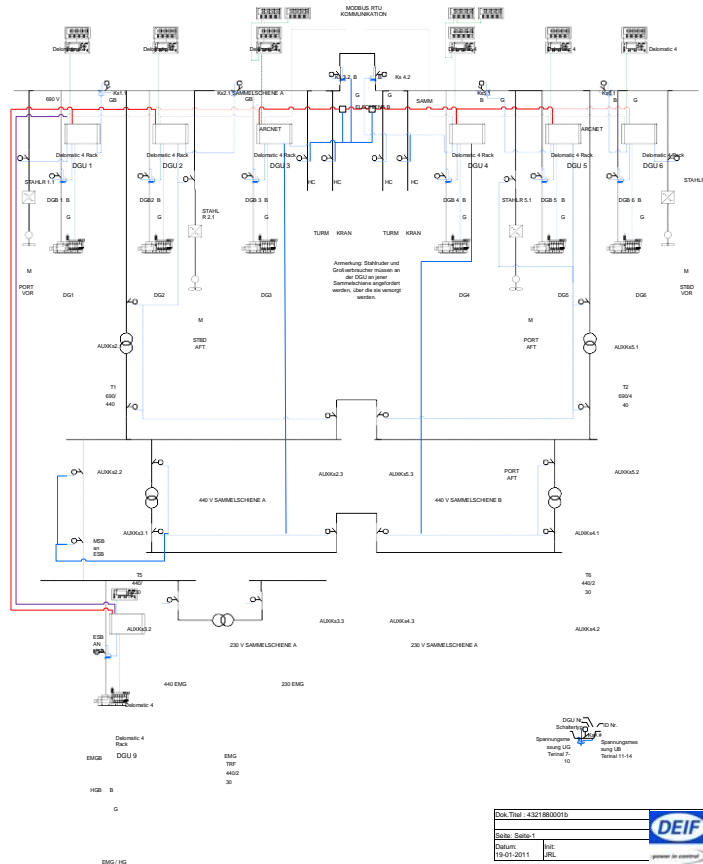 MODBUS RTU
KOMMUNIKATION
Delomatic 4
Delomatic 4
690 V
Ks1.1
GB
Ks2.1 SAMMELSCHIENE A
GB
B
G
Ks 4.2
SAMM
B
G
G
ARCNET
ARCNET
Delomatic 4 Rack
Delomatic 4 Rack
Delomatic 4 Rack
Delomatic 4 Rack
Delomatic 4 Rack
Delomatic 4 Rack
DGU 1
DGU 2
DGU 3
DGU 4
DGU 5
DGU 6
STAHLR 1.1
HC
HC
HC
HC
STAHLR
DGB 1 B
G
DGB2 B
G
DGB 3 B
G
DGB 4 B
G
DGB 5 B
G
DGB 6 B
G
STAHL
R 2.1
STAHLR 5.1
TURM KRAN
TURM KRAN
Anmerkung: Stahlruder und
Großverbraucher müssen an
der DGU an jener
Sammelschiene angefordert
werden, über die sie versorgt
werden.
M
PORT
VOR
DG1
DG2
DG3
DG4
DG5
DG6
M
STBD
VOR
M
STBD
AFT
M
PORT
AFT
AUXKs2.1
AUXKs5.1
T1
690/
440
T2
690/4
40
AUXKs2.2
AUXKs2.3
AUXKs5.3
PORT
AFT
AUXKs5.2
440 V SAMMELSCHIENE A
440 V SAMMELSCHIENE B
AUXKs3.1
AUXKs4.1
MSB
an
ESB
T5
440/
230
T6
440/2
30
AUXKs3.2
AUXKs3.3
AUXKs4.3
AUXKs4.2
ESB
AN
MSB
230 V SAMMELSCHIENE A
230 V SAMMELSCHIENE A
440 EMG
230 EMG
Delomatic 4
Delomatic 4
Rack
DGU 9
EMGB
EMG
TRF
440/2
30
HGB B
G
EMG / HG
DGU Nr.
Schaltertyp
ID Nr.
Spannungsme
ssung UG
Terinal 7-
10
Spannungsmes
sung UB
Terinal 11-14
Dok.Titel : 4321880001b
Seite: Seite-1
Datum:
19-01-2011
Init:
JRL
DEIF
power in control